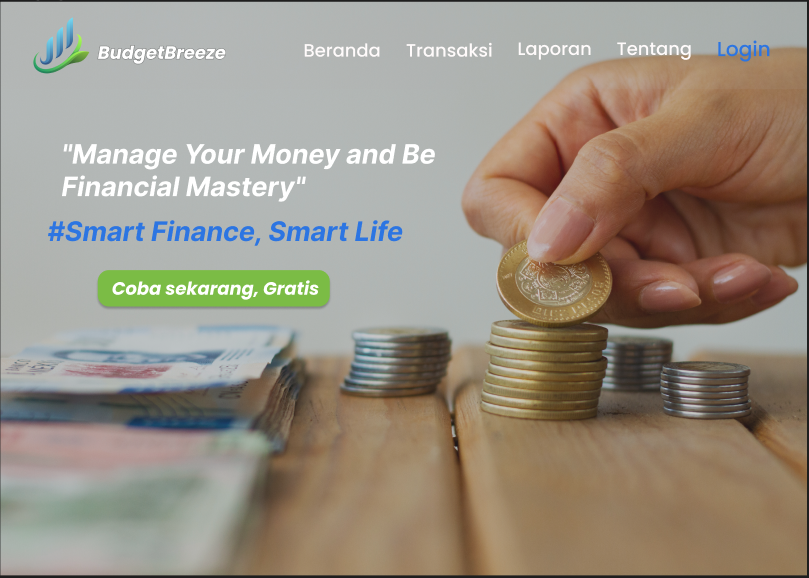 BudgetBreeze
Beranda Transaksi Laporan Tentang Login
"Manage Your Money and Be
Financial Mastery"
#Smart Finance, Smart Life
Coba sekarang, Gratis